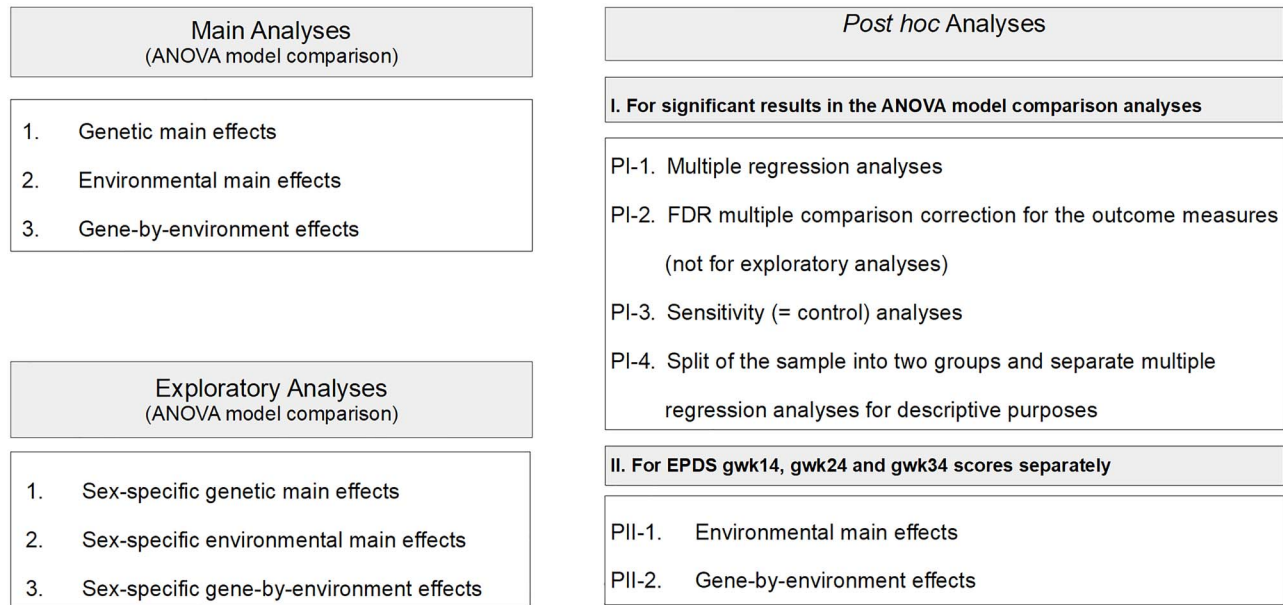 Main Analyses
(ANOVA model comparison)
1. Genetic main effects
2. Environmental main effects
3. Gene-by-environment effects
Exploratory Analyses
(ANOVA model comparison)
1. Sex-specific genetic main effects
2. Sex-specific environmental main effects
3. Sex-specific gene-by-environment effects
Post hoc Analyses
I. For significant results in the ANOVA model comparison analyses
PI-1. Multiple regression analyses
PI-2. FDR multiple comparison correction for the outcome measures
(not for exploratory analyses)
PI-3. Sensitivity (= control) analyses
PI-4. Split of the sample into two groups and separate multiple
regression analyses for descriptive purposes
II. For EPDS gwk14, gwk24 and gwk34 scores separately
PII-1. Environmental main effects
PII-2. Gene-by-environment effects